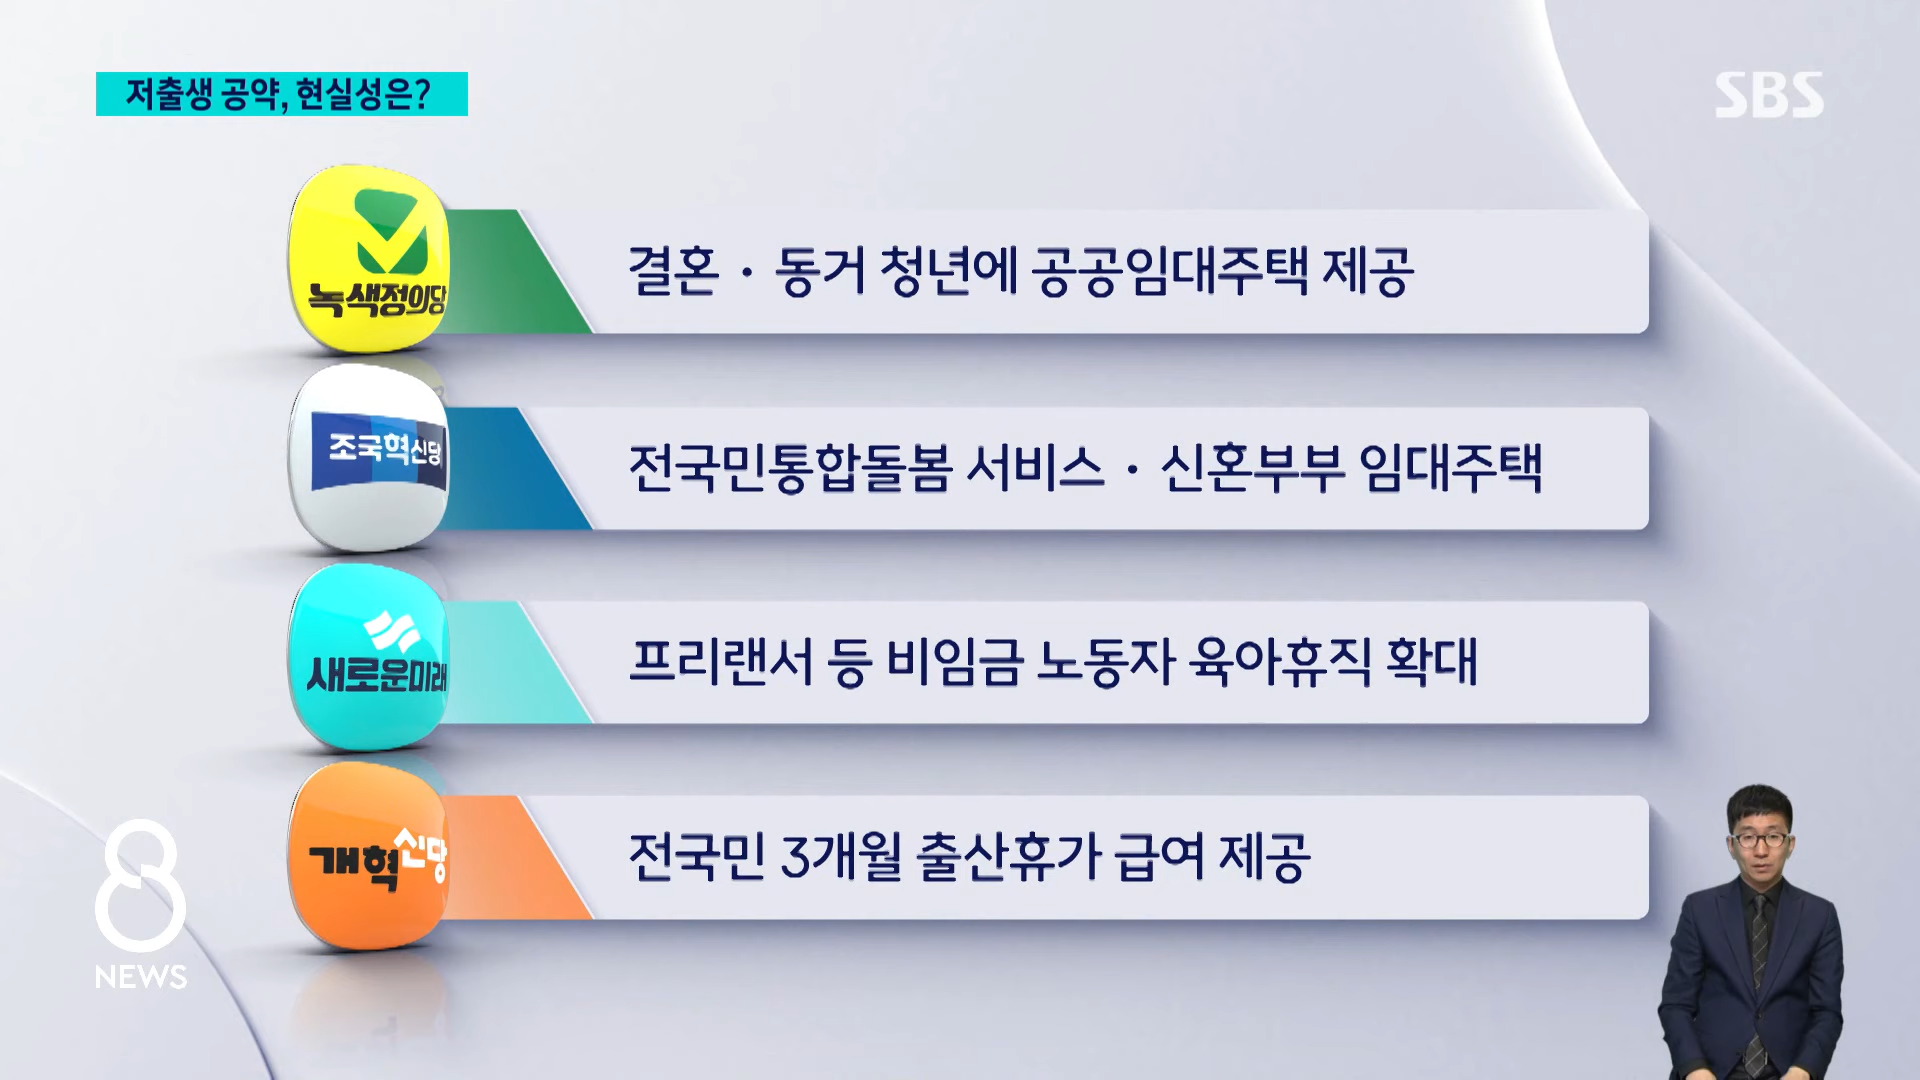 저출생 공약, 현실성은?
SBS
녹색정의당
결혼 · 동거 청년에 공공임대주택 제공
조국혁신당
전국민통합돌봄 서비스 · 신혼부부 임대주택
새로운미래
프리랜서 등 비임금 노동자 육아휴직 확대
개혁신당
전국민 3개월 출산휴가 급여 제공
8
NEWS